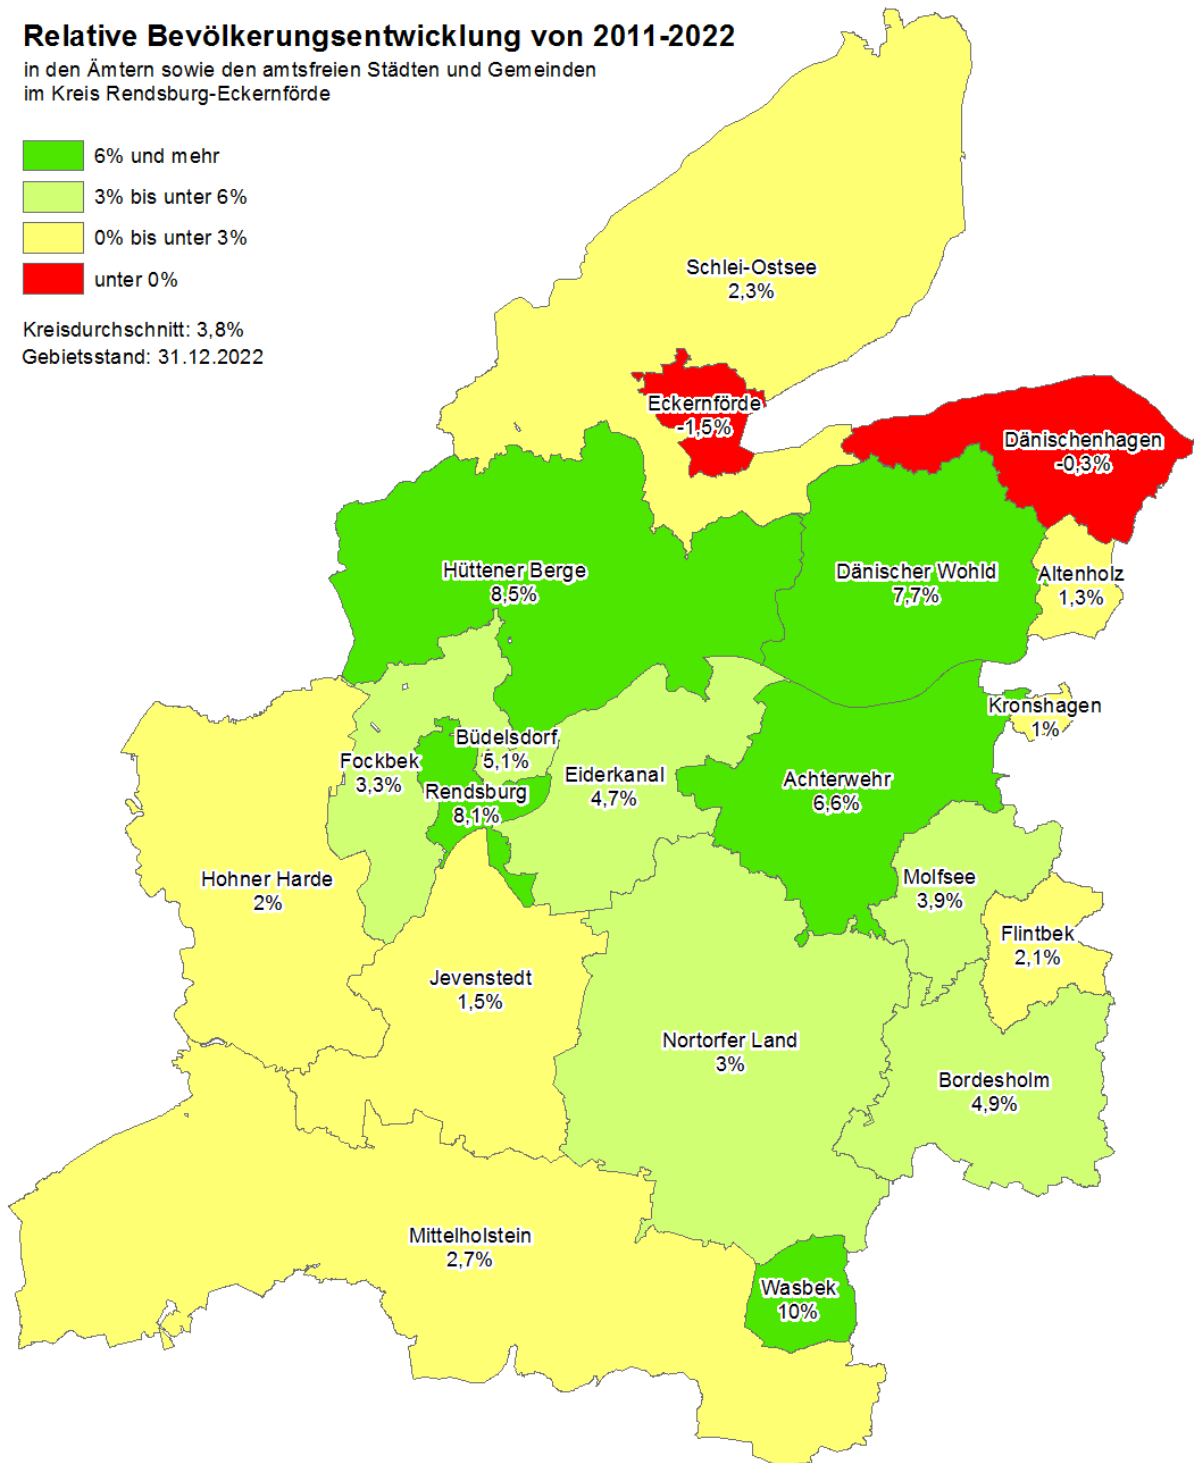 Relative Bevölkerungsentwicklung von 2011-2022
in den Ämtern sowie den amtsfreien Städten und Gemeinden
im Kreis Rendsburg-Eckernförde
6% und mehr
3% bis unter 6%
0% bis unter 3%
unter 0%
Kreisdurchschnitt: 3,8%
Gebietsstand: 31.12.2022
Schlei-Ostsee
2,3%
Eckernförde
-1,5%
Dänischenhagen
-0,3%
Hüttener Berge
8,5%
Dänischer Wohld
7,7%
Altenholz
1,3%
Kronshagen
1%
Büdelsdorf
5,1%
Fockbek
3,3%
Rendsburg
8,1%
Eiderkanal
4,7%
Achterwehr
6,6%
Hohner Harde
2%
Molfsee
3,9%
Flintbek
2,1%
Jevenstedt
1,5%
Nortorfer Land
3%
Bordesholm
4,9%
Mittelholstein
2,7%
Wasbek
10%